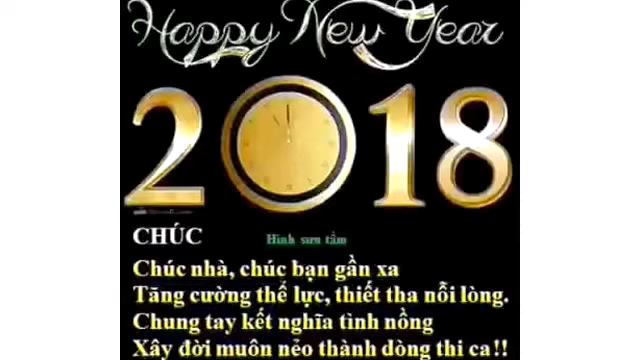 Happy New Year
2018
CHÚC
Hình sưu tầm
Chúc nhà, chúc bạn gần xa
Tăng cường thể lực, thiết tha nỗi lòng.
Chung tay kết nghĩa tình nồng
Xây đời muôn nẻo thành dòng thi ca!!